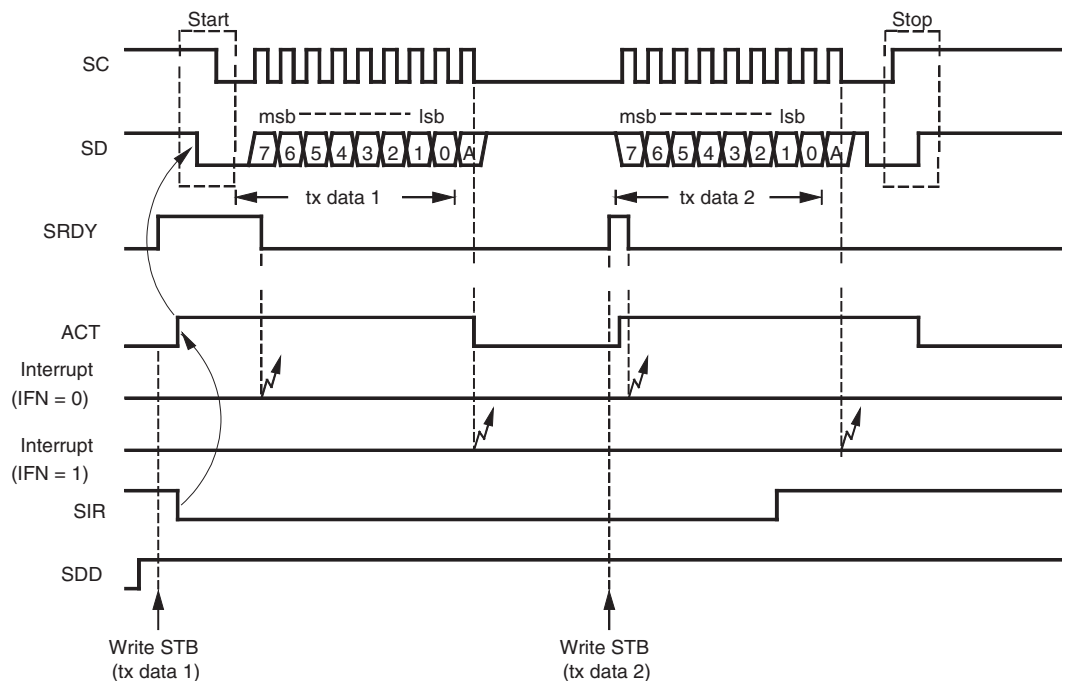 Start
Stop
SC
msb lsb
msb lsb
SD
7 6 5 4 3 2 1 0 A
7 6 5 4 3 2 1 0 A
tx data 1
tx data 2
SRDY
ACT
Interrupt
(IFN = 0)
Interrupt
(IFN = 1)
SIR
SDD
Write STB
(tx data 1)
Write STB
(tx data 2)